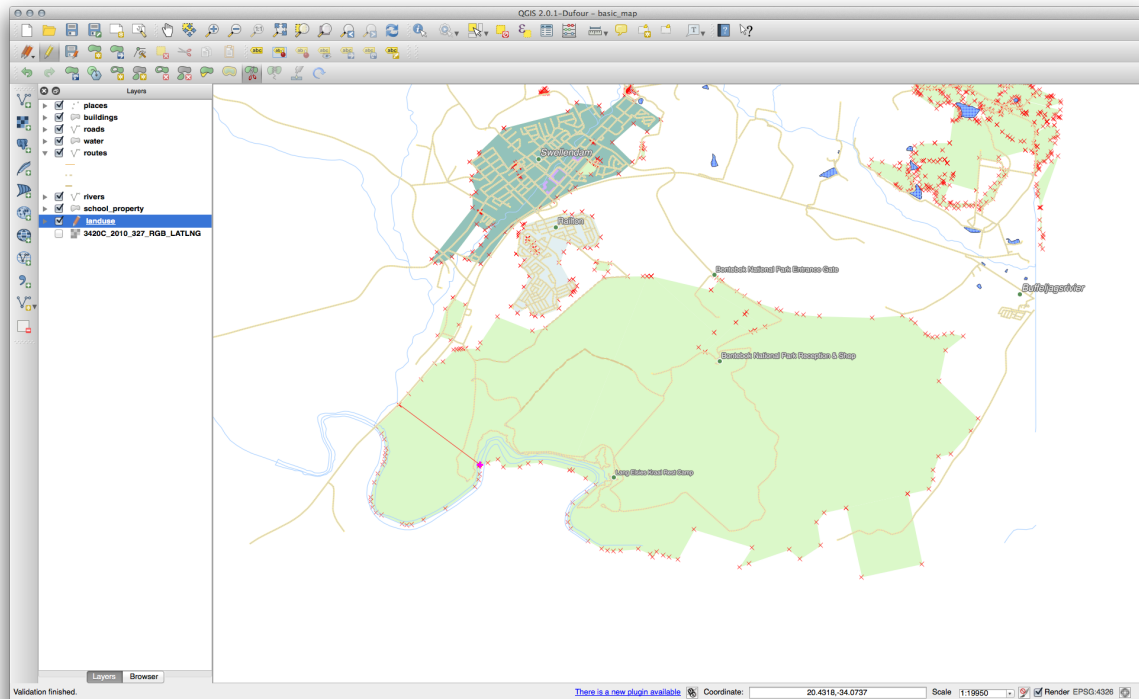 QGIS 2.0.1-Dufour – basic_map
Layers
places
buildings
roads
water
routes
rivers
school_property
landuse
3420C_2010_327_RGB_LATLNG
Swellendam
Railton
Bontebok National Park Entrance Gate
Buffeljagsrivier
Bontebok National Park Reception & Shop
Lang Elsies Kraal Rest Camp
Layers Browser
Validation finished.
There is a new plugin available
Coordinate: 20.4318,-34.0737
Scale 1:19950
Render EPSG:4326